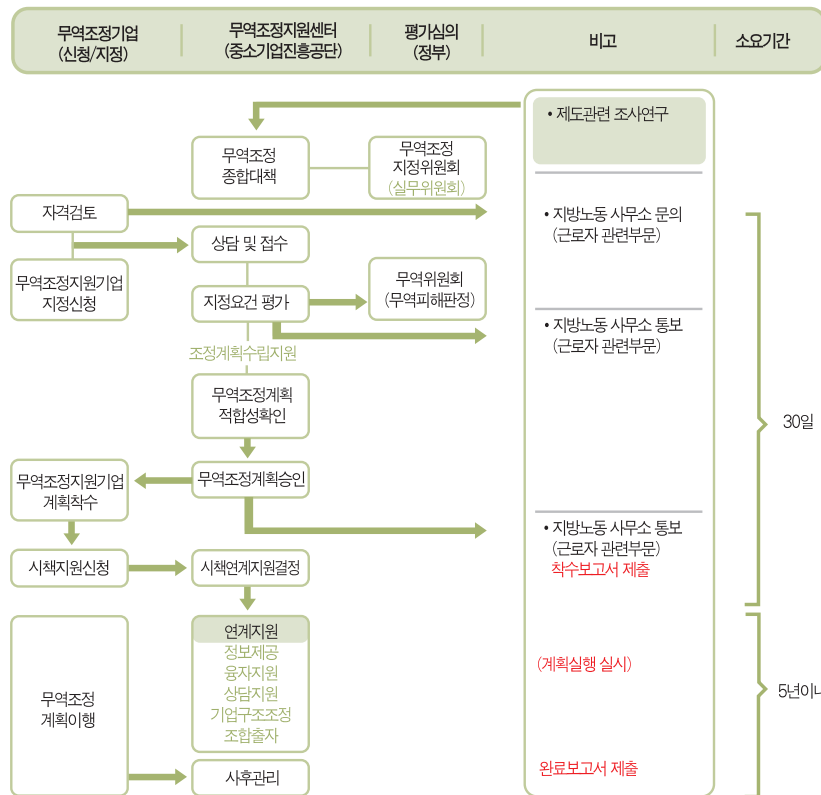 무역조정기업
(신청/지정)
무역조정지원센터
(중소기업진흥공단)
평가심의
(정부)
비고
소요기간
• 제도관련 조사연구
무역조정
종합대책
무역조정
지정위원회
(실무위원회)
자격검토
• 지방노동 사무소 문의
(근로자 관련부문)
상담 및 접수
무역조정지원기업
지정신청
지정요건 평가
무역위원회
(무역피해판정)
• 지방노동 사무소 통보
(근로자 관련부문)
조정계획수립지원
무역조정계획
적합성확인
30일
무역조정지원기업
계획착수
무역조정계획승인
• 지방노동 사무소 통보
(근로자 관련부문)
착수보고서 제출
시책지원신청
시책연계지원결정
연계지원
정보제공
융자지원
상담지원
기업구조조정
조합출자
무역조정
계획이행
(계획실행 실시)
5년이내
완료보고서 제출
사후관리